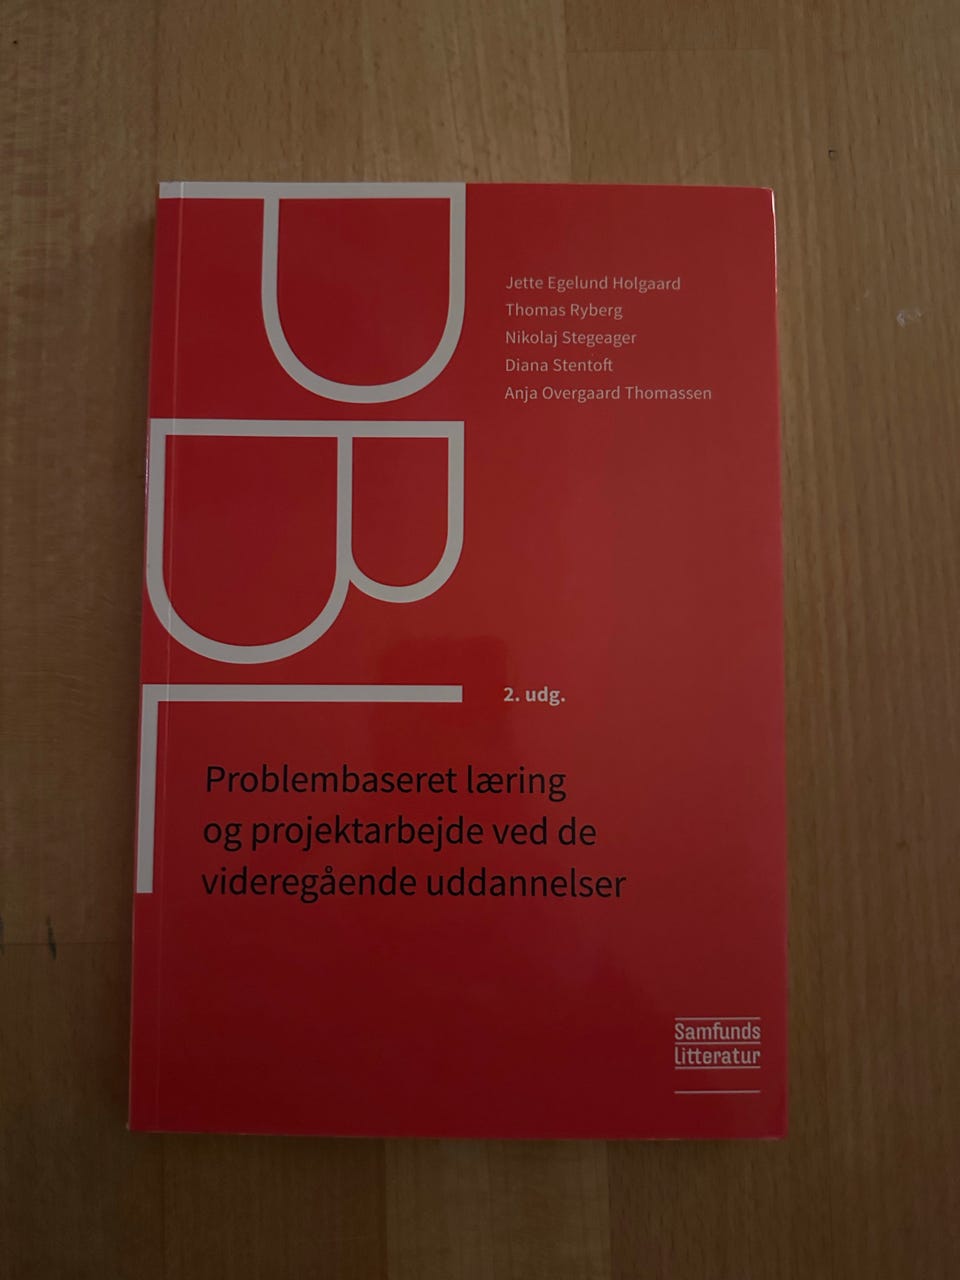 PBL
Jette Egelund Holgaard
Thomas Ryberg
Nikolaj Stegeager
Diana Stentoft
Anja Overgaard Thomassen
2. udg.
Problembaseret læring
og projektarbejde ved de
videregående uddannelser
Samfunds
litteratur